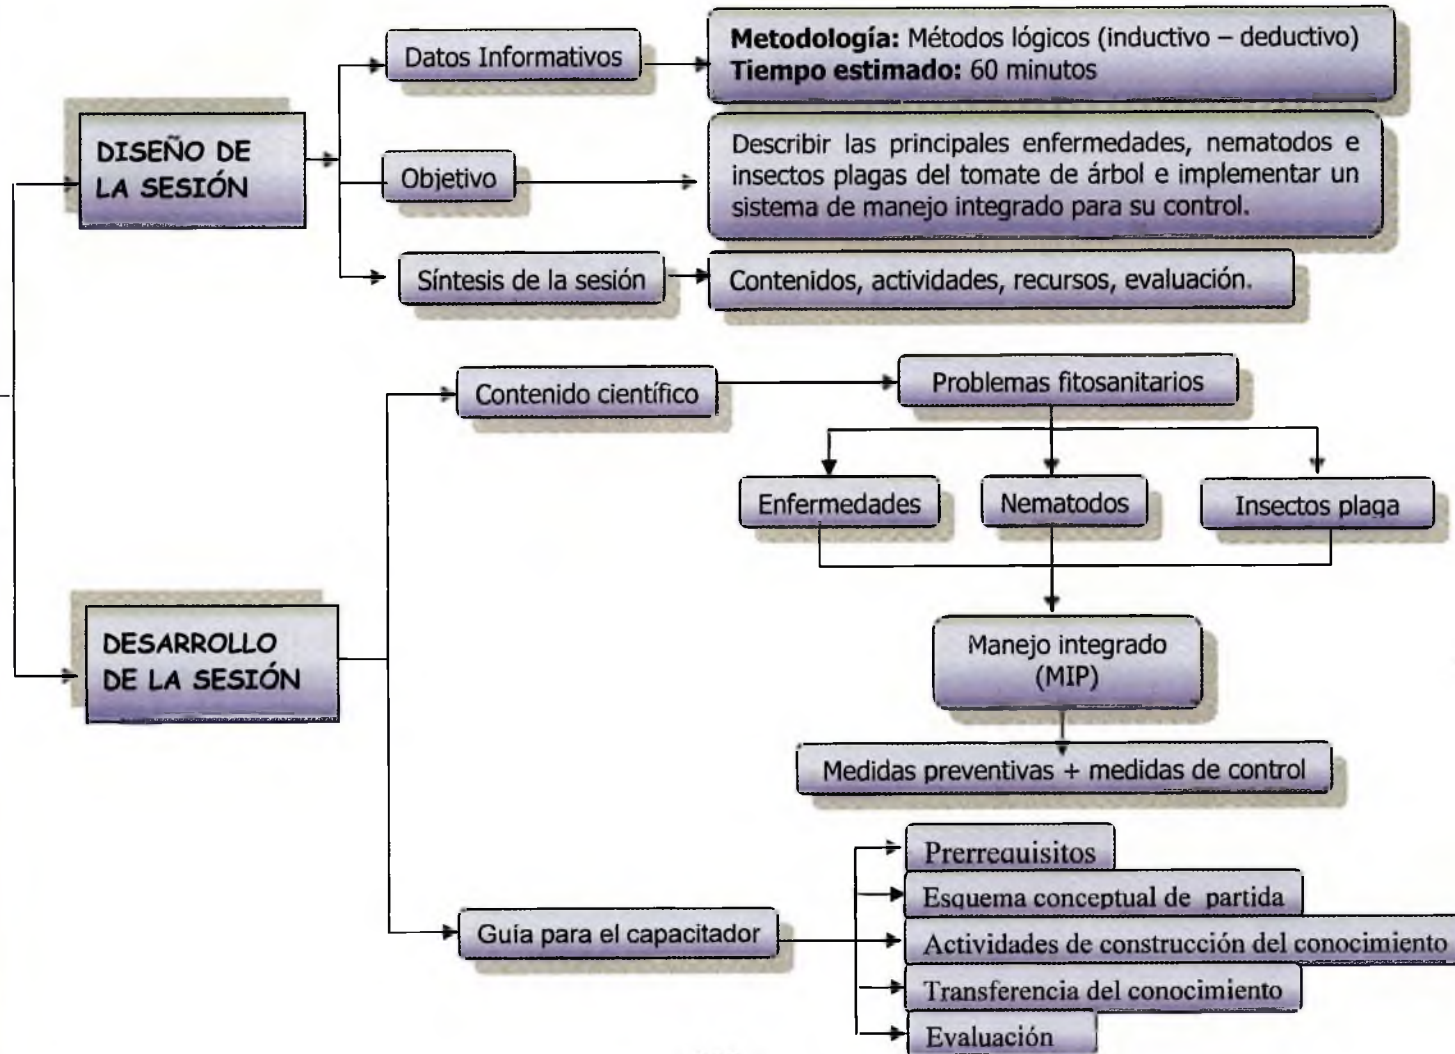 DISEÑO DE
LA SESIÓN
Datos Informativos
Metodología: Métodos lógicos (inductivo – deductivo)
Tiempo estimado: 60 minutos
Objetivo
Describir las principales enfermedades, nematodos e
insectos plagas del tomate de árbol e implementar un
sistema de manejo integrado para su control.
Síntesis de la sesión
Contenidos, actividades, recursos, evaluación.
DESARROLLO
DE LA SESIÓN
Contenido científico
Problemas fitosanitarios
Enfermedades
Nematodos
Insectos plaga
Manejo integrado
(MIP)
Medidas preventivas + medidas de control
Guía para el capacitador
Prerrequisitos
Esquema conceptual de partida
Actividades de construcción del conocimiento
Transferencia del conocimiento
Evaluación